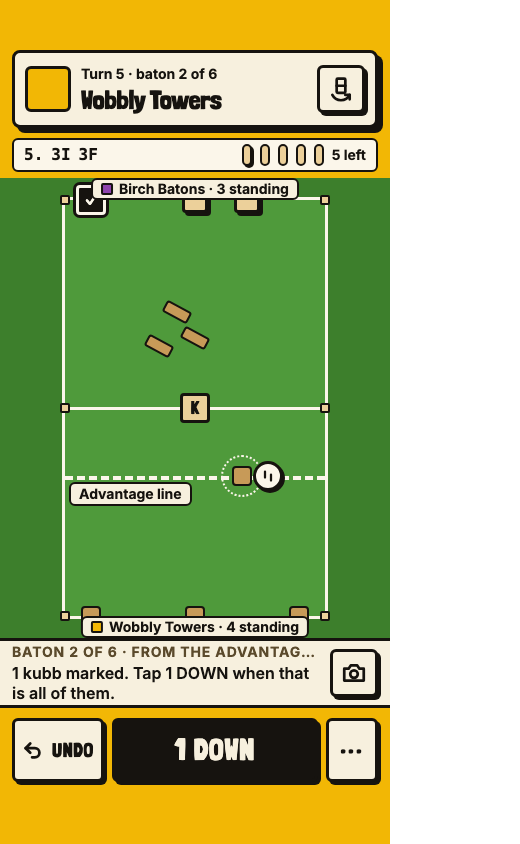 Turn 5 · baton 2 of 6
Wobbly Towers
5. 3I 3F
5 left
Birch Batons · 3 standing
K
Advantage line
Wobbly Towers · 4 standing
BATON 2 OF 6 · FROM THE ADVANTAG...
1 kubb marked. Tap 1 DOWN when that
is all of them.
UNDO
1 DOWN